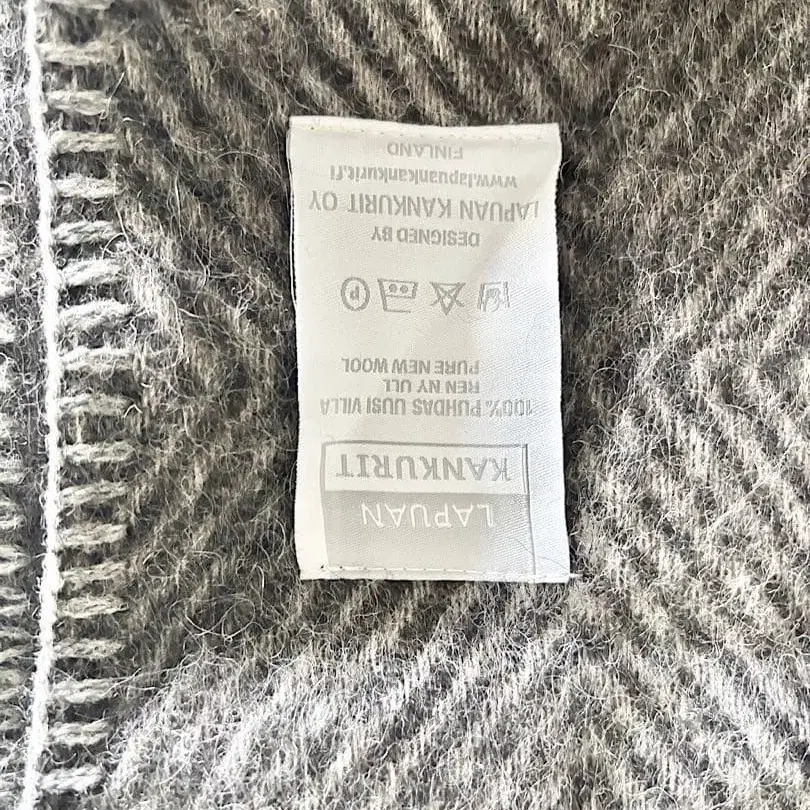 LAPUAN
KANKURIT
100% PUHDAS UUSI VILLA
REN NY ULL
PURE NEW WOOL
P
DESIGNED BY
LAPUAN KANKURIT OY
www.lapuankankurit.fi
FINLAND